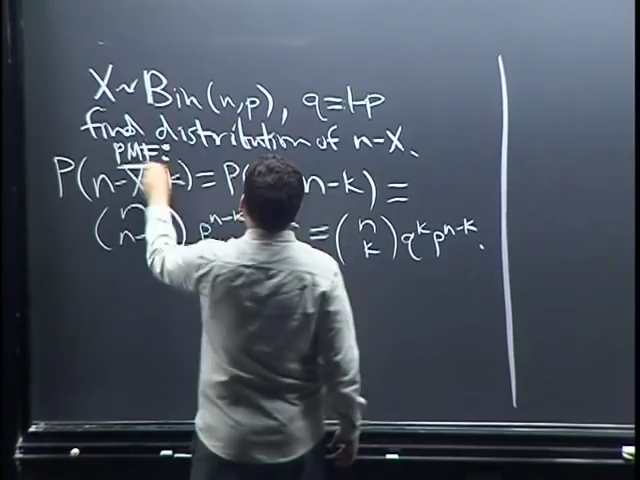 X~Bin(n,p), q=1-p
find distribution of n-X.
PMF:
P(n-X k)=P( n-k)=
(n n- ) p^{n-k} =(n k)q^k p^{n-k}.